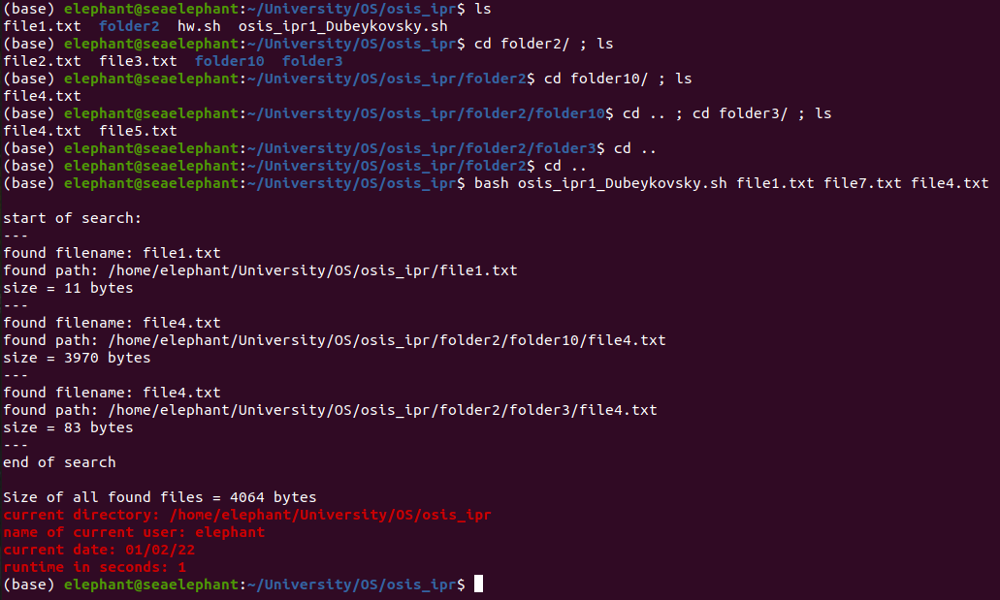 (base) elephant@seaelephant:~/University/OS/osis_ipr$ ls
file1.txt  folder2  hw.sh  osis_ipr1_Dubeykovsky.sh
(base) elephant@seaelephant:~/University/OS/osis_ipr$ cd folder2/ ; ls
file2.txt  file3.txt  folder10  folder3
(base) elephant@seaelephant:~/University/OS/osis_ipr/folder2$ cd folder10/ ; ls
file4.txt
(base) elephant@seaelephant:~/University/OS/osis_ipr/folder2/folder10$ cd .. ; cd folder3/ ; ls
file4.txt  file5.txt
(base) elephant@seaelephant:~/University/OS/osis_ipr/folder2/folder3$ cd ..
(base) elephant@seaelephant:~/University/OS/osis_ipr/folder2$ cd ..
(base) elephant@seaelephant:~/University/OS/osis_ipr$ bash osis_ipr1_Dubeykovsky.sh file1.txt file7.txt file4.txt
start of search:
---
found filename: file1.txt
found path: /home/elephant/University/OS/osis_ipr/file1.txt
size = 11 bytes
---
found filename: file4.txt
found path: /home/elephant/University/OS/osis_ipr/folder2/folder10/file4.txt
size = 3970 bytes
---
found filename: file4.txt
found path: /home/elephant/University/OS/osis_ipr/folder2/folder3/file4.txt
size = 83 bytes
---
end of search
Size of all found files = 4064 bytes
current directory: /home/elephant/University/OS/osis_ipr
name of current user: elephant
current date: 01/02/22
runtime in seconds: 1
(base) elephant@seaelephant:~/University/OS/osis_ipr$